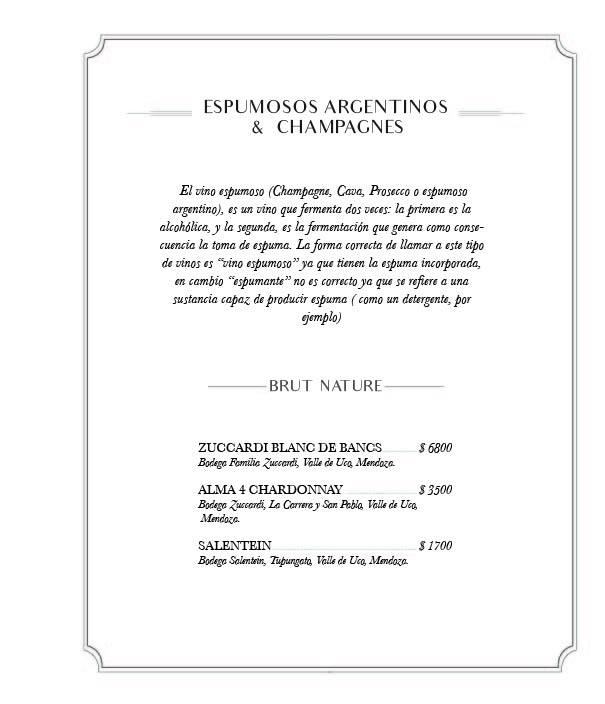 ESPUMOSOS ARGENTINOS
& CHAMPAGNES
El vino espumoso (Champagne, Cava, Prosecco o espumoso
argentino), es un vino que fermenta dos veces: la primera es la
alcohólica, y la segunda, es la fermentación que genera como conse-
cuencia la toma de espuma. La forma correcta de llamar a este tipo
de vinos es “vino espumoso” ya que tienen la espuma incorporada,
en cambio “espumante” no es correcto ya que se refiere a una
sustancia capaz de producir espuma ( como un detergente, por
ejemplo)
BRUT NATURE
ZUCCARDI BLANC DE BANCS $ 6800
Bodega Familia Zuccardi, Valle de Uco, Mendoza.
ALMA 4 CHARDONNAY $ 3500
Bodega Zuccardi, La Carrera y San Pablo, Valle de Uco,
Mendoza.
SALENTEIN $ 1700
Bodega Salentein, Tupungato, Valle de Uco, Mendoza.